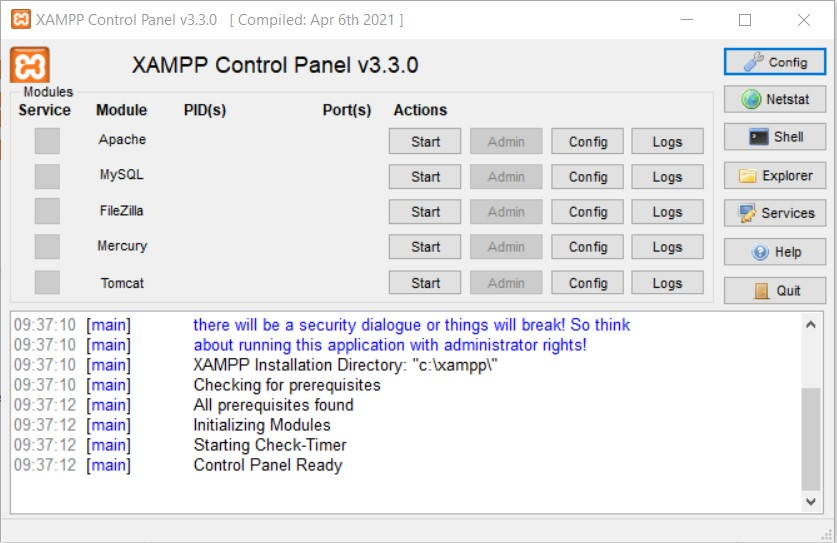 XAMPP Control Panel v3.3.0 [ Compiled: Apr 6th 2021 ]
XAMPP Control Panel v3.3.0
Config
Modules
Service Module PID(s) Port(s) Actions
Netstat
Apache Start Admin Config Logs
Shell
MySQL Start Admin Config Logs
Explorer
FileZilla Start Admin Config Logs
Services
Mercury Start Admin Config Logs
Help
Tomcat Start Admin Config Logs
Quit
09:37:10 [main] there will be a security dialogue or things will break! So think
09:37:10 [main] about running this application with administrator rights!
09:37:10 [main] XAMPP Installation Directory: "c:\xampp\"
09:37:10 [main] Checking for prerequisites
09:37:12 [main] All prerequisites found
09:37:12 [main] Initializing Modules
09:37:12 [main] Starting Check-Timer
09:37:12 [main] Control Panel Ready